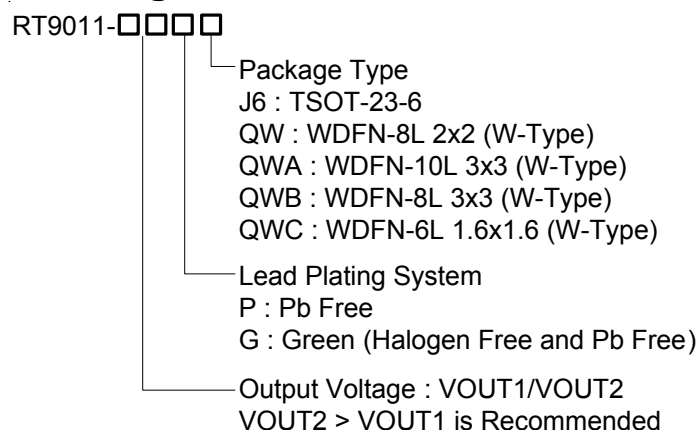 RT9011-□□□□
Package Type
J6 : TSOT-23-6
QW : WDFN-8L 2x2 (W-Type)
QWA : WDFN-10L 3x3 (W-Type)
QWB : WDFN-8L 3x3 (W-Type)
QWC : WDFN-6L 1.6x1.6 (W-Type)
Lead Plating System
P : Pb Free
G : Green (Halogen Free and Pb Free)
Output Voltage : VOUT1/VOUT2
VOUT2 > VOUT1 is Recommended